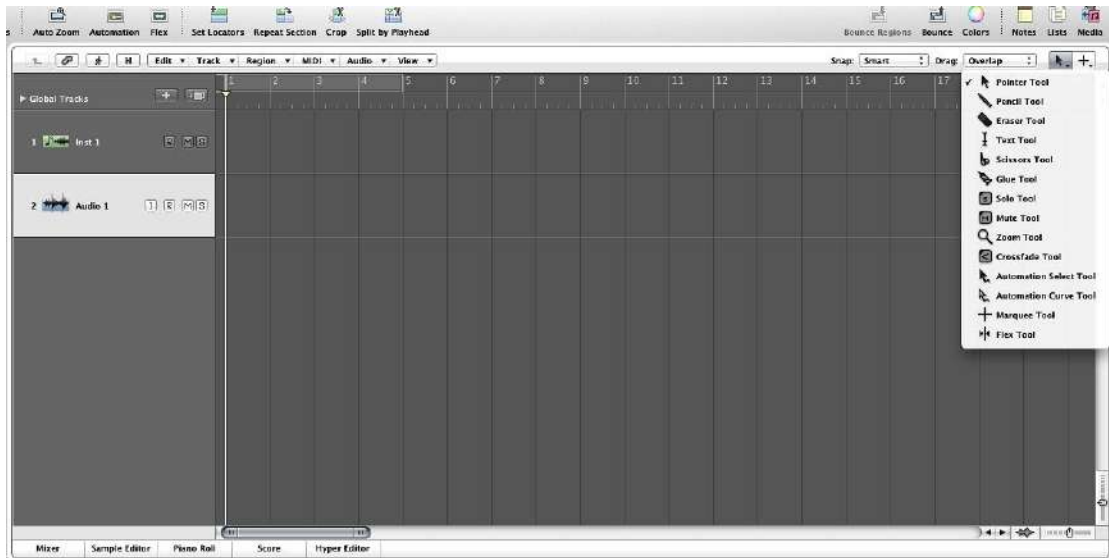 Auto Zoom Automation Flex Set Locators Repeat Section Crop Split by Playhead Bounce Regions Bounce Colors Notes Lists Media
H Edit Track Region MIDI Audio View Snap: Smart Drag: Overlap
Global Tracks 1 2 3 4 5 6 7 8 9 10 11 12 13 14 15 16 17
1 Inst 1 R M S
2 Audio 1 I R M S
Pointer Tool
Pencil Tool
Eraser Tool
Text Tool
Scissors Tool
Glue Tool
Solo Tool
Mute Tool
Zoom Tool
Crossfade Tool
Automation Select Tool
Automation Curve Tool
Marquee Tool
Flex Tool
Mixer Sample Editor Piano Roll Score Hyper Editor